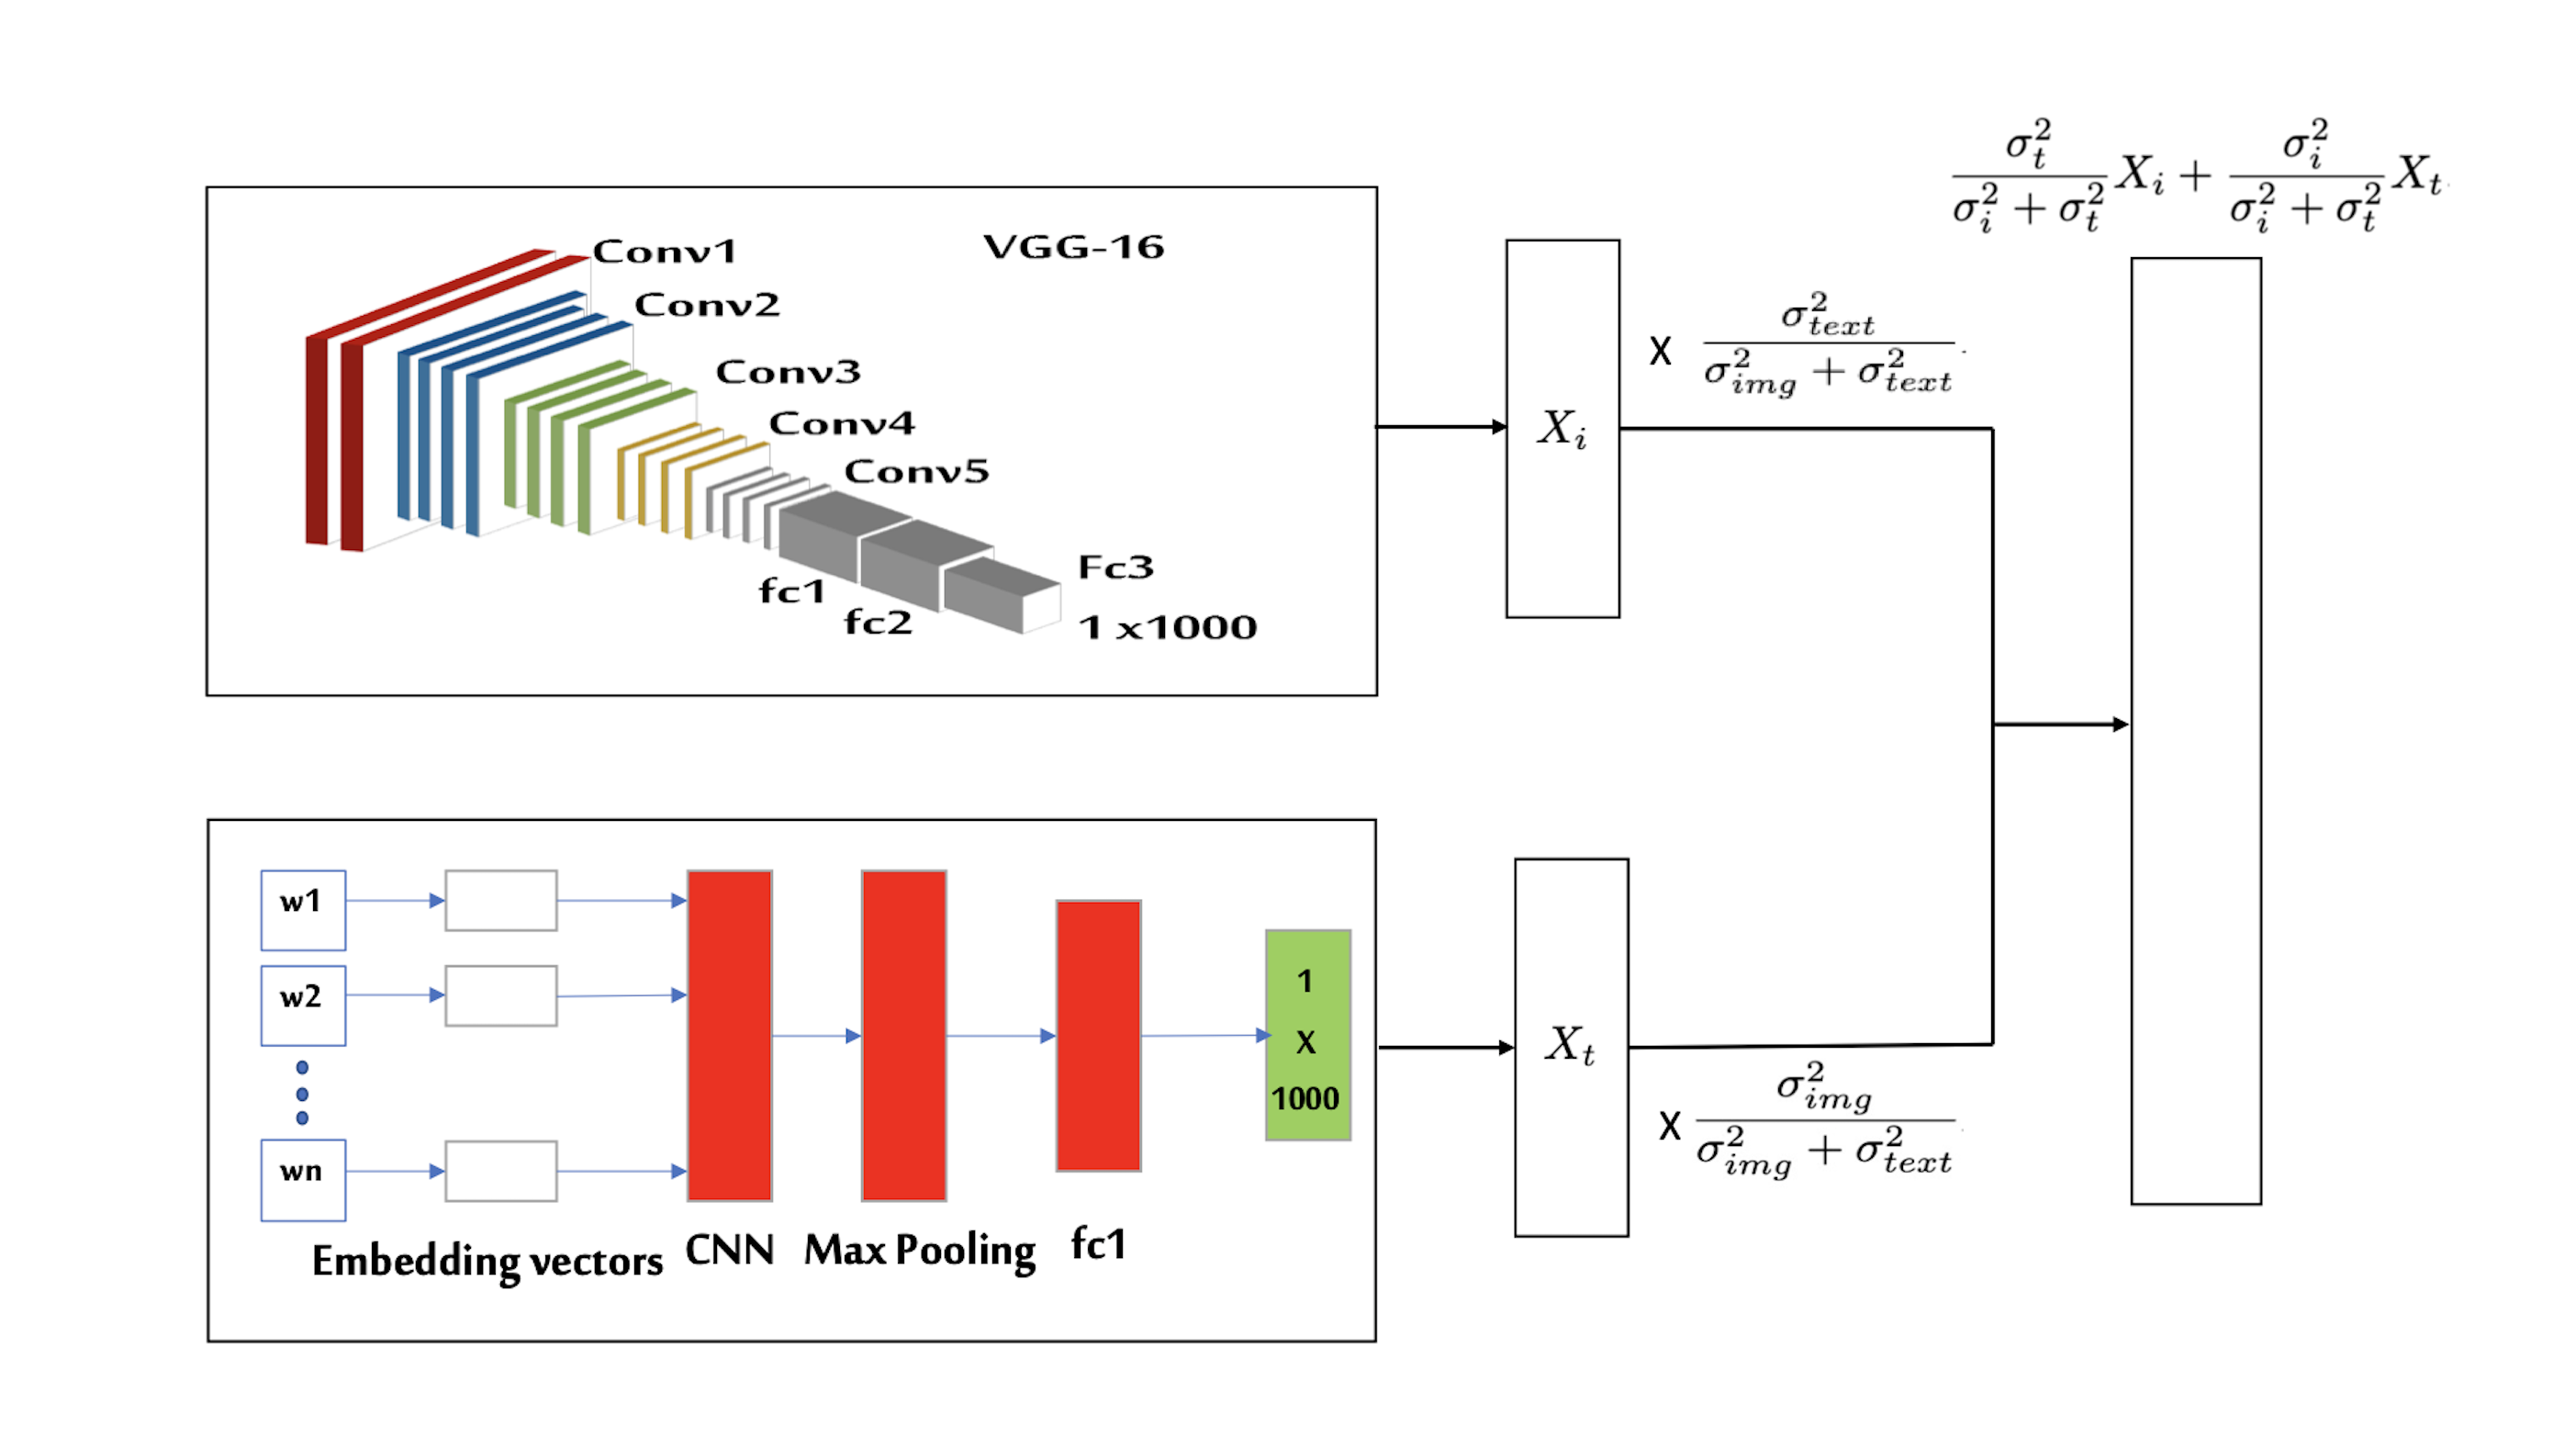 VGG-16
Conv1
Conv2
Conv3
Conv4
Conv5
fc1
fc2
Fc3
1 x1000
X_i
X \frac{\sigma_{text}^2}{\sigma_{img}^2 + \sigma_{text}^2}
\frac{\sigma_t^2}{\sigma_i^2 + \sigma_t^2} X_i + \frac{\sigma_i^2}{\sigma_i^2 + \sigma_t^2} X_t
w1
w2
wn
Embedding vectors
CNN
Max Pooling
fc1
1
X
1000
X_t
X \frac{\sigma_{img}^2}{\sigma_{img}^2 + \sigma_{text}^2}